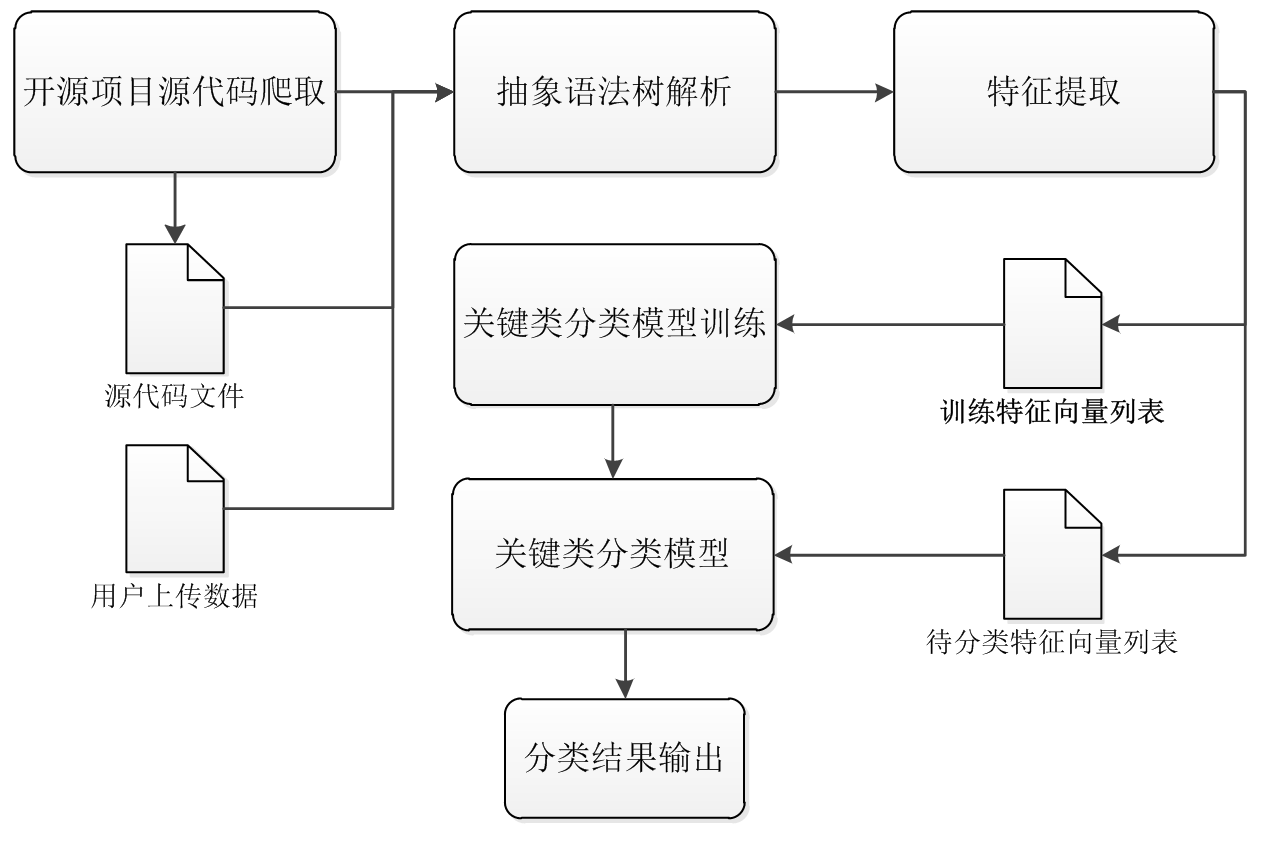 开源项目源代码爬取
抽象语法树解析
特征提取
源代码文件
关键类分类模型训练
训练特征向量列表
用户上传数据
关键类分类模型
待分类特征向量列表
分类结果输出